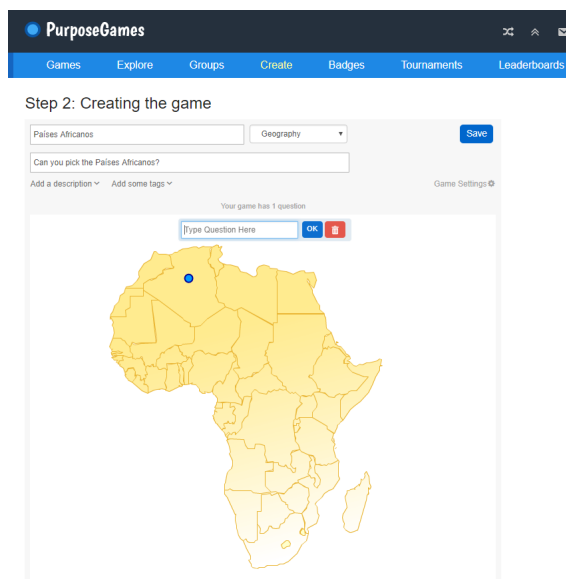 PurposeGames
Games Explore Groups Create Badges Tournaments Leaderboards
Step 2: Creating the game
Países Africanos Geography Save
Can you pick the Países Africanos?
Add a description Add some tags Game Settings
Your game has 1 question
Type Question Here OK